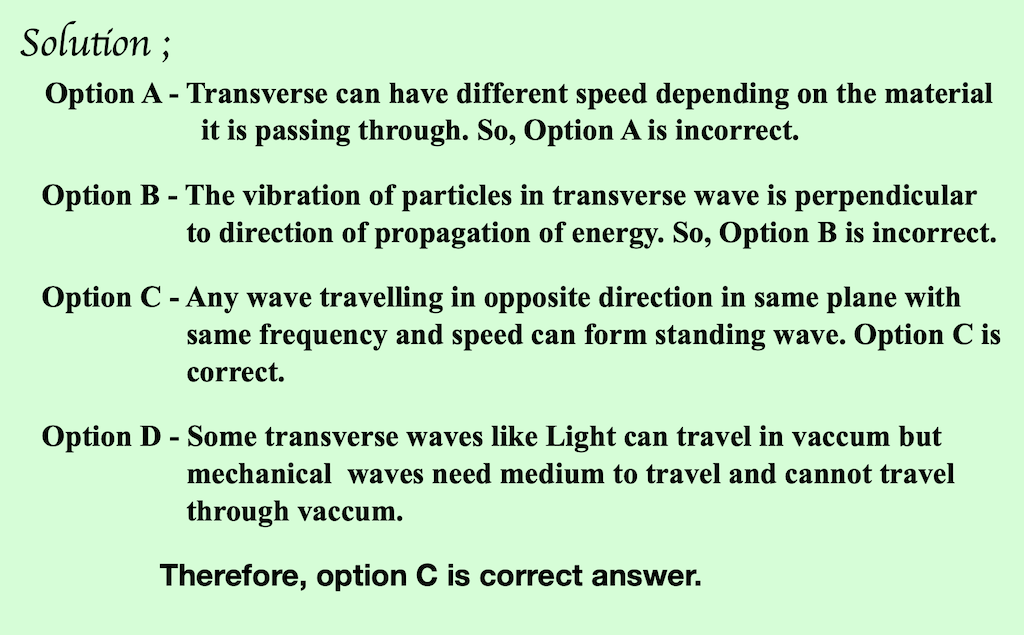 Solution ;
Option A - Transverse can have different speed depending on the material
it is passing through. So, Option A is incorrect.
Option B - The vibration of particles in transverse wave is perpendicular
to direction of propagation of energy. So, Option B is incorrect.
Option C - Any wave travelling in opposite direction in same plane with
same frequency and speed can form standing wave. Option C is
correct.
Option D - Some transverse waves like Light can travel in vaccum but
mechanical waves need medium to travel and cannot travel
through vaccum.
Therefore, option C is correct answer.